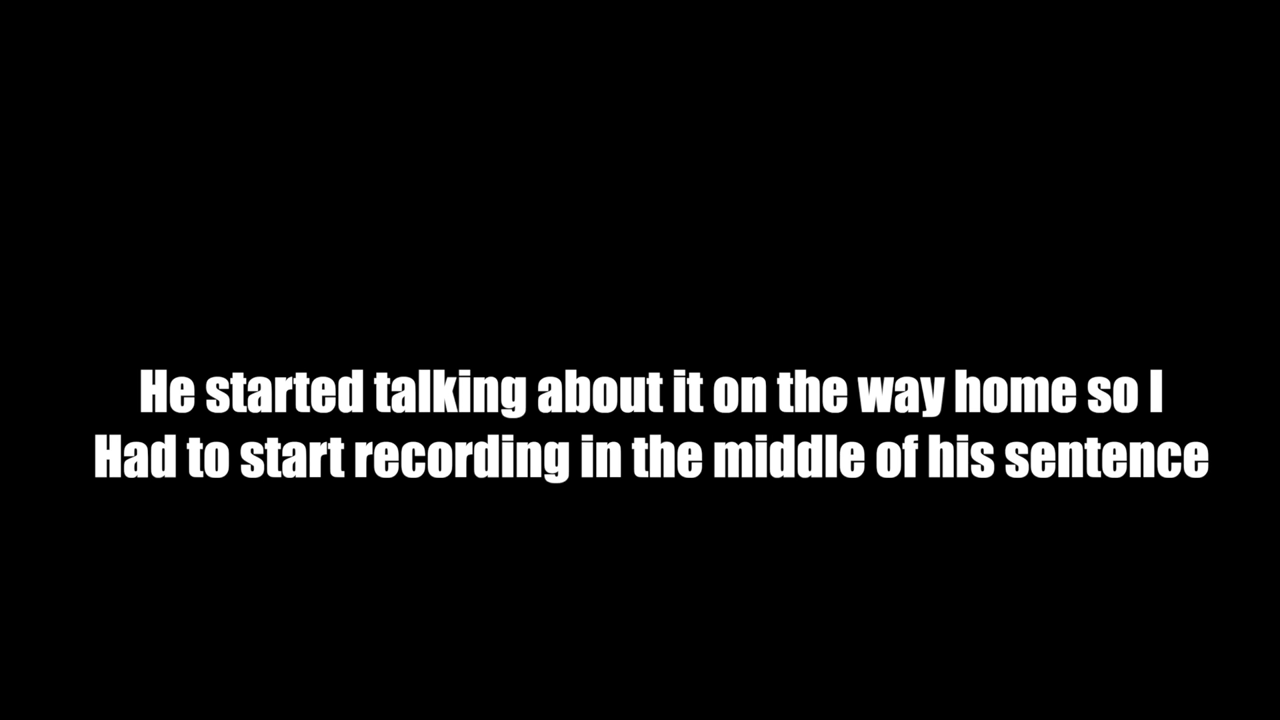 He started talking about it on the way home so I
Had to start recording in the middle of his sentence